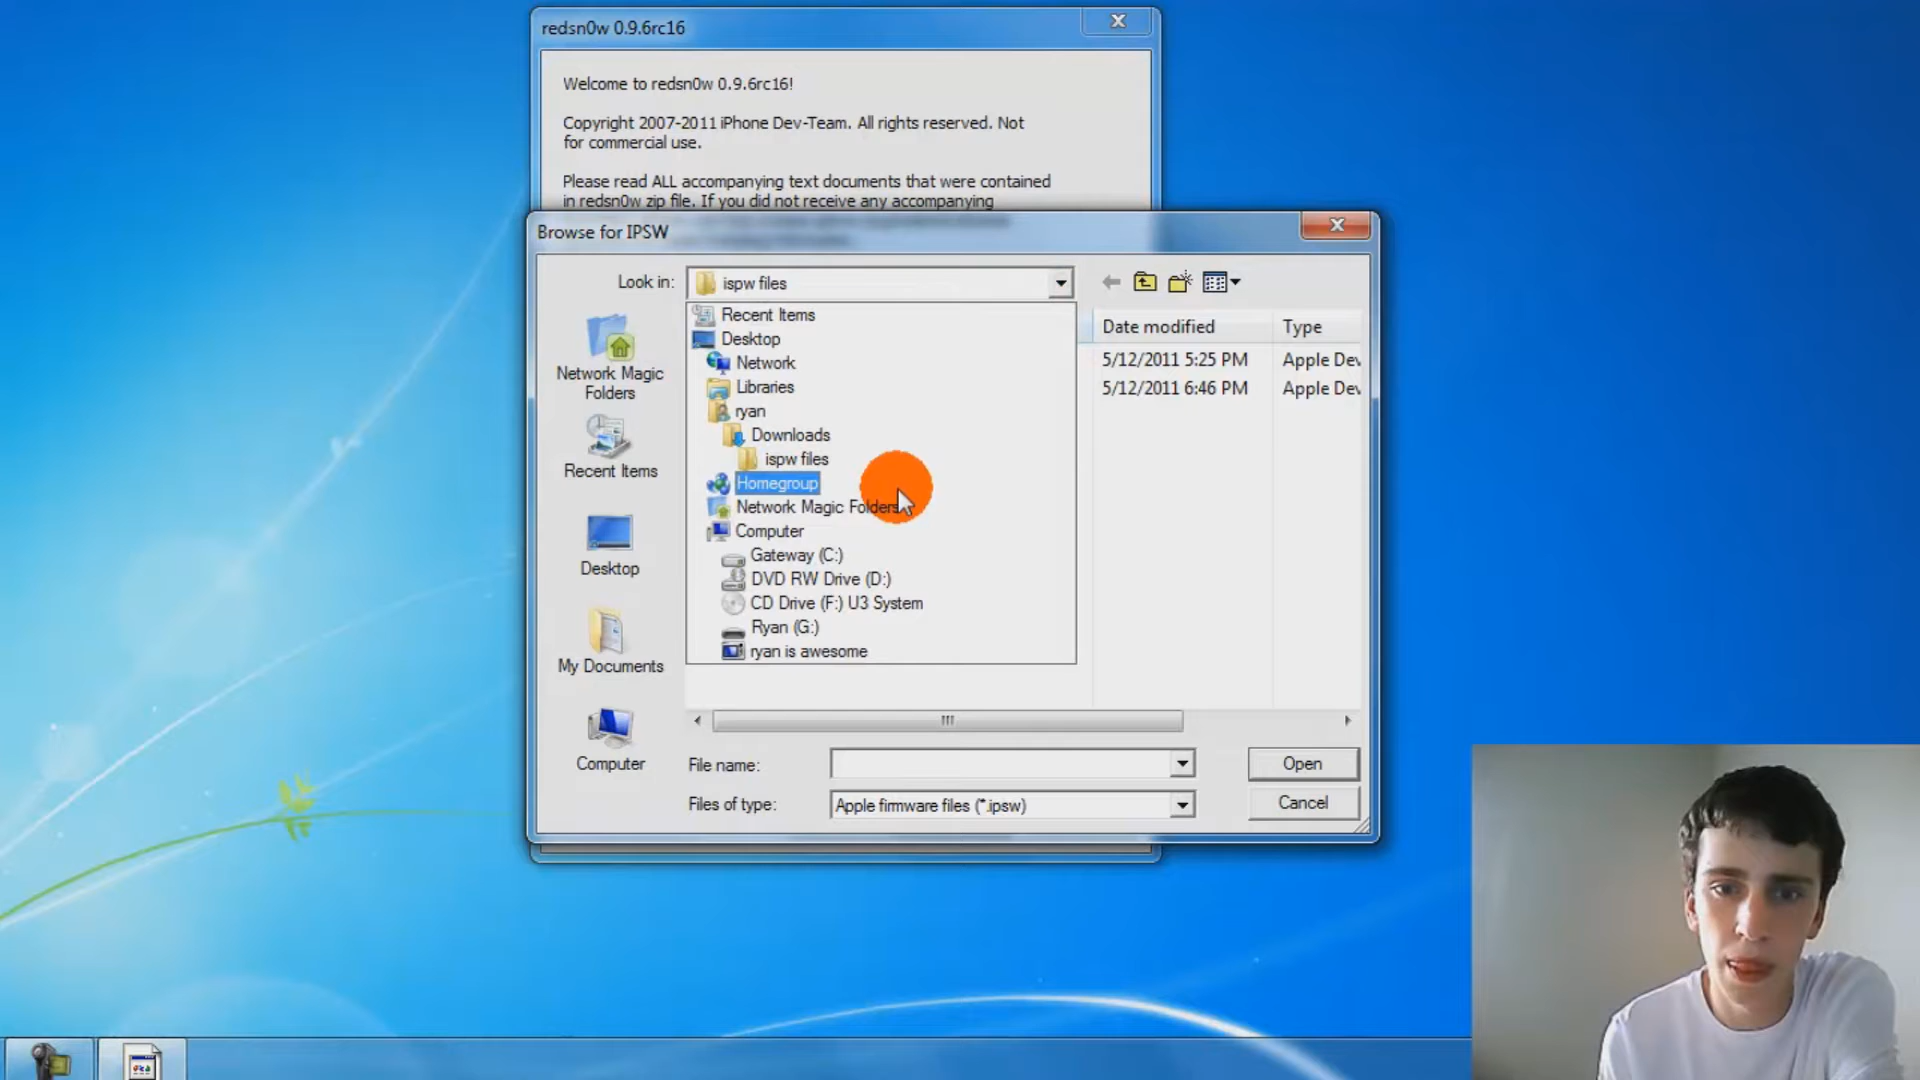 redsn0w 0.9.6rc16
Welcome to redsn0w 0.9.6rc16!
Copyright 2007-2011 iPhone Dev-Team. All rights reserved. Not
for commercial use.
Please read ALL accompanying text documents that were contained
in redsn0w zip file. If you did not receive any accompanying
Browse for IPSW
Look in:
ispw files
Recent Items
Desktop
Network
Libraries
ryan
Downloads
ispw files
Homegroup
Network Magic Folders
Computer
Gateway (C:)
DVD RW Drive (D:)
CD Drive (F:) U3 System
Ryan (G:)
ryan is awesome
Date modified
Type
5/12/2011 5:25 PM
Apple Dev
5/12/2011 6:46 PM
Apple Dev
Network Magic
Folders
Recent Items
Desktop
My Documents
Computer
File name:
Open
Files of type:
Apple firmware files (*.ipsw)
Cancel